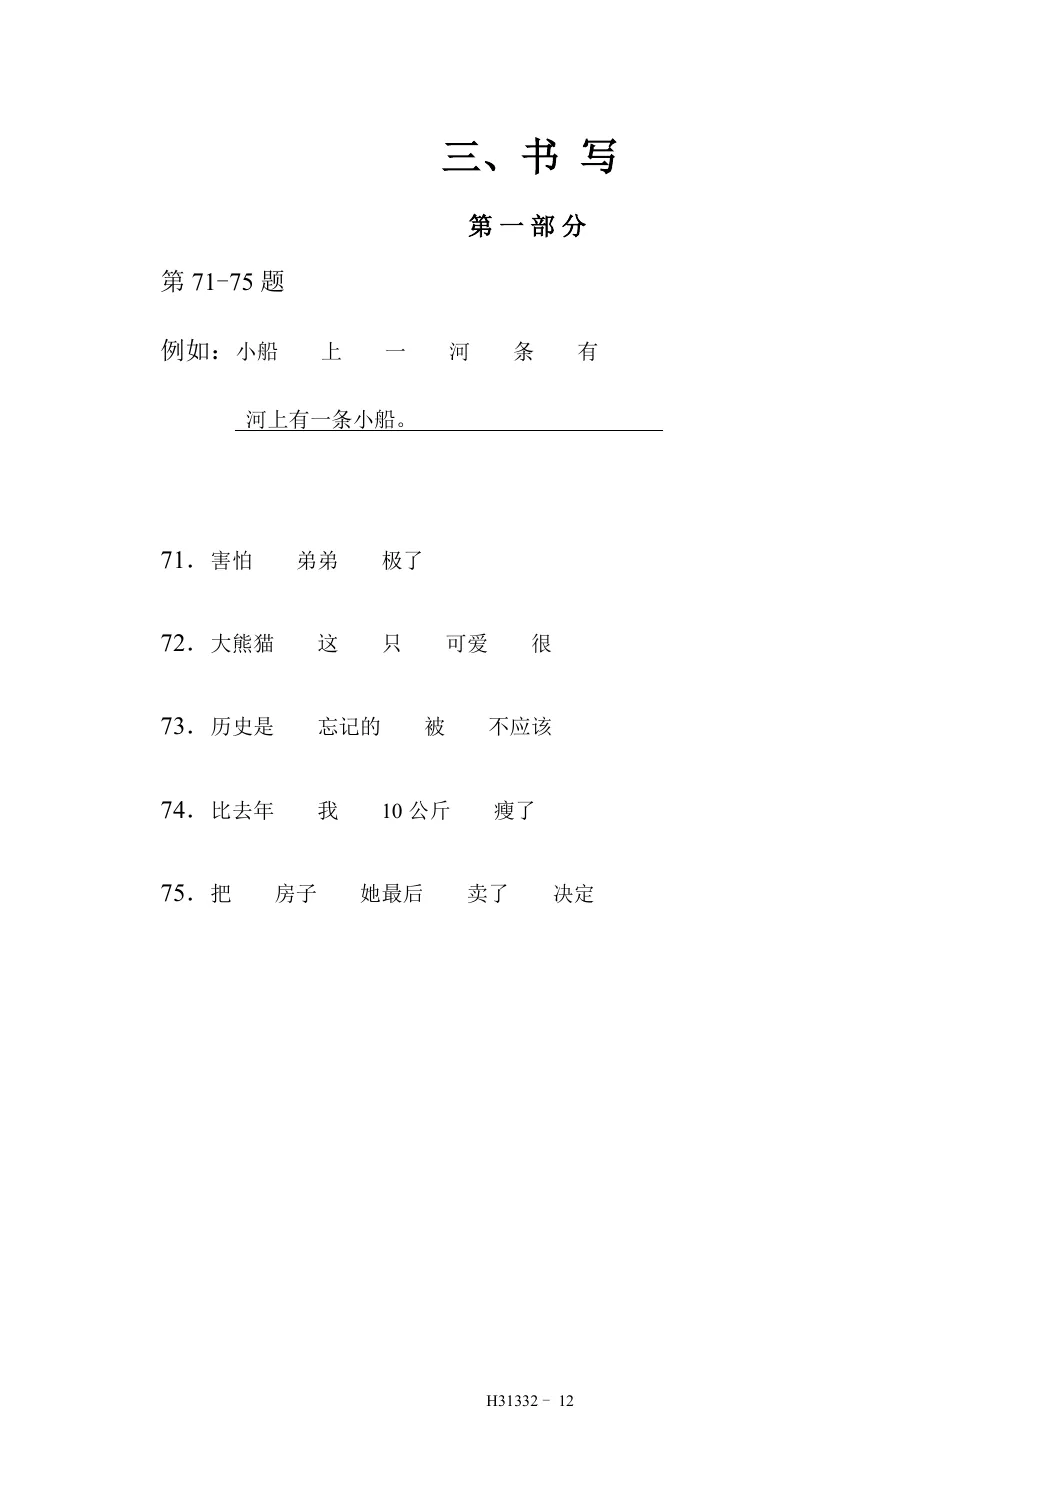 三、书 写
第 一 部 分
第 71-75 题
例如：小船 上 一 河 条 有
河上有一条小船。
71．害怕 弟弟 极了
72．大熊猫 这 只 可爱 很
73．历史是 忘记的 被 不应该
74．比去年 我 10 公斤 瘦了
75．把 房子 她最后 卖了 决定
H31332﹣ 12